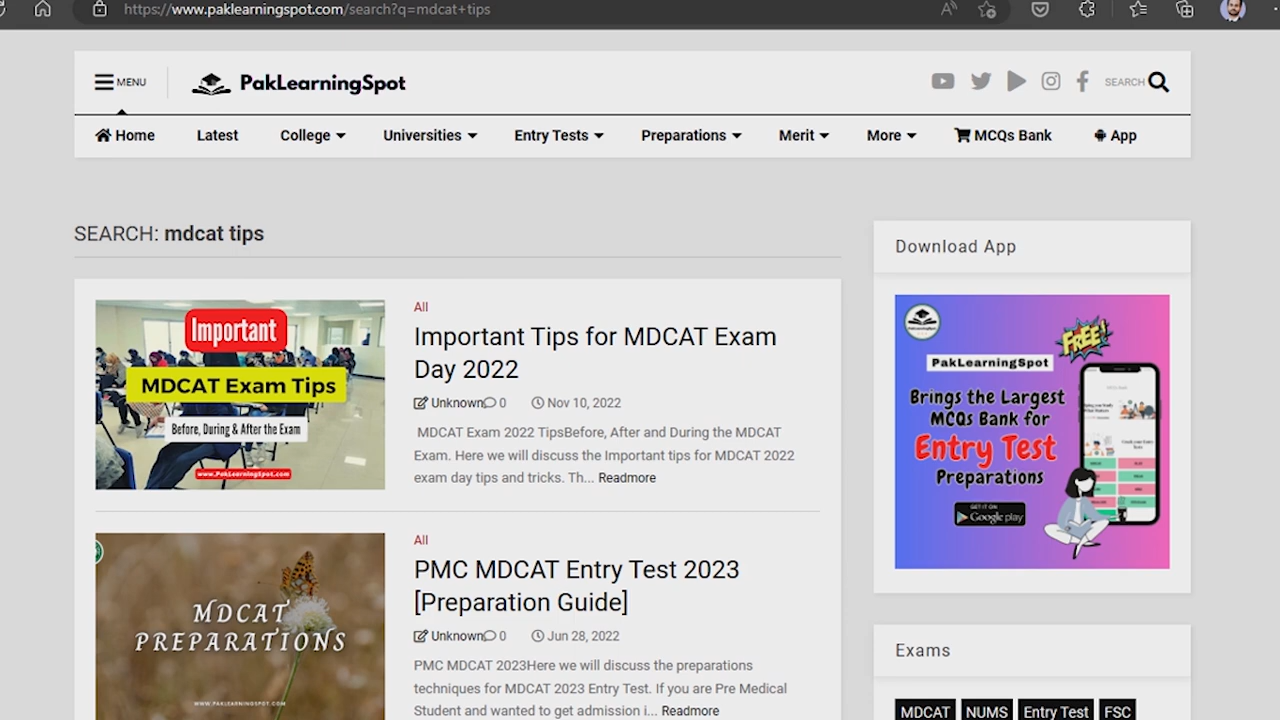 https://www.paklearningspot.com/search?q=mdcat+tips
MENU
PakLearningSpot
SEARCH
Home
Latest
College
Universities
Entry Tests
Preparations
Merit
More
MCQs Bank
App
SEARCH: mdcat tips
Important
MDCAT Exam Tips
Before, During & After the Exam
www.PakLearningSpot.com
All
Important Tips for MDCAT Exam
Day 2022
Unknown 0 Nov 10, 2022
MDCAT Exam 2022 TipsBefore, After and During the MDCAT
Exam. Here we will discuss the Important tips for MDCAT 2022
exam day tips and tricks. Th... Readmore
MDCAT
PREPARATIONS
WWW.PAKLEARNINGSPOT.COM
All
PMC MDCAT Entry Test 2023
[Preparation Guide]
Unknown 0 Jun 28, 2022
PMC MDCAT 2023Here we will discuss the preparations
techniques for MDCAT 2023 Entry Test. If you are Pre Medical
Student and wanted to get admission i... Readmore
Download App
FREE!
PakLearningSpot
Brings the Largest
MCQs Bank for
Entry Test
Preparations
GET IT ON
Google play
Exams
MDCAT
NUMS
Entry Test
FSC